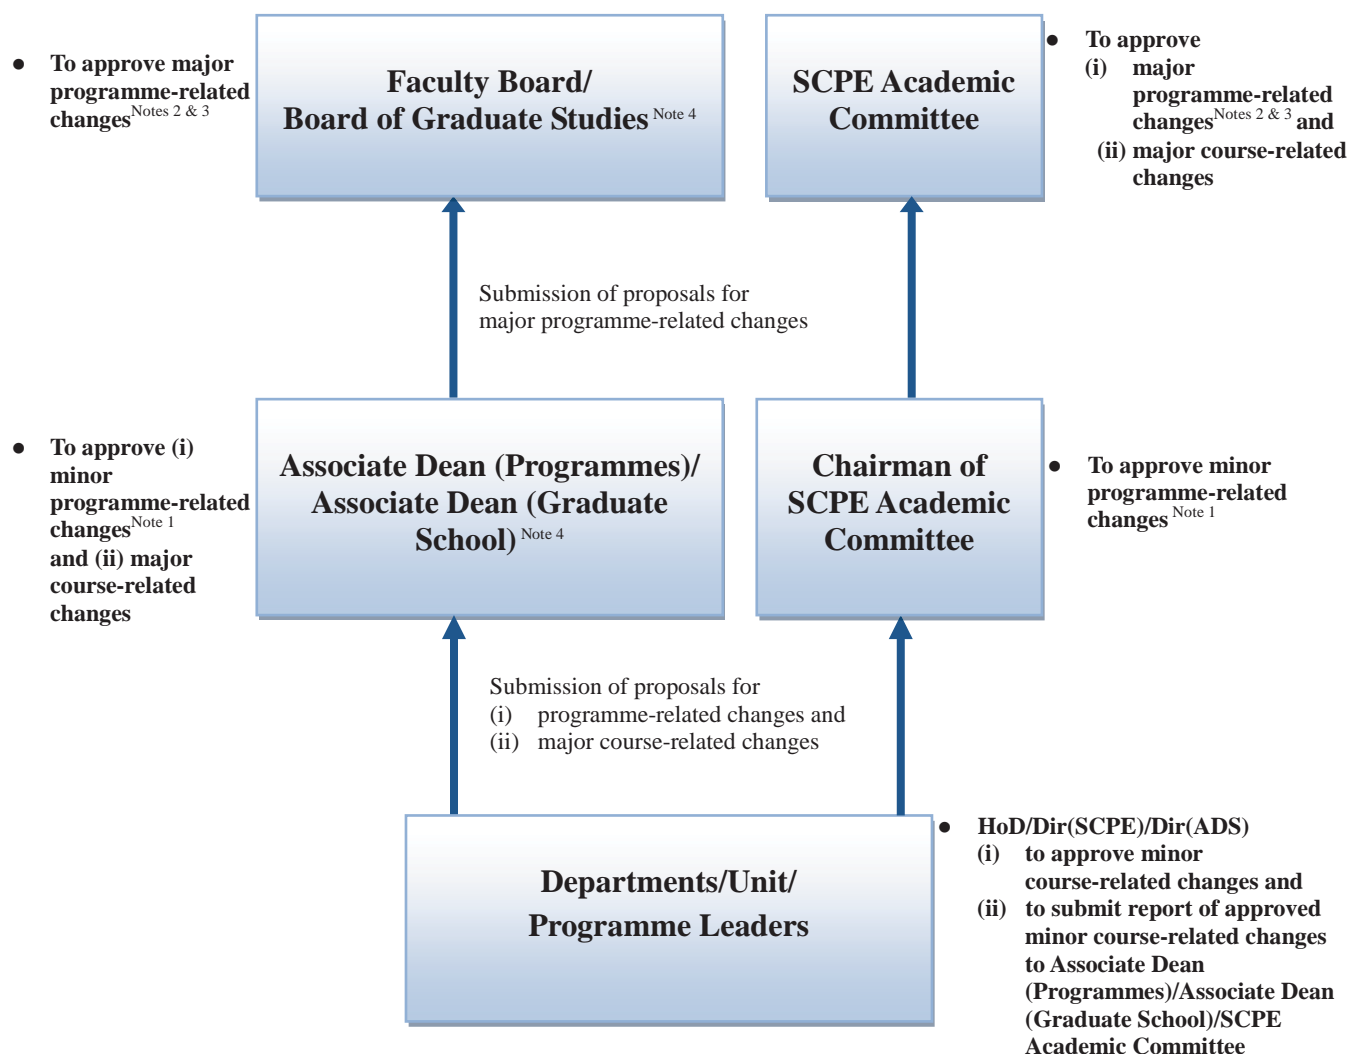 ● To approve major
programme-related
changes Notes 2 & 3
Faculty Board/
Board of Graduate Studies Note 4
SCPE Academic
Committee
● To approve
(i) major
programme-related
changes Notes 2 & 3 and
(ii) major course-related
changes
Submission of proposals for
major programme-related changes
● To approve (i)
minor
programme-related
changes Note 1
and (ii) major
course-related
changes
Associate Dean (Programmes)/
Associate Dean (Graduate
School) Note 4
Chairman of
SCPE Academic
Committee
● To approve minor
programme-related
changes Note 1
Submission of proposals for
(i) programme-related changes and
(ii) major course-related changes
Departments/Unit/
Programme Leaders
● HoD/Dir(SCPE)/Dir(ADS)
(i) to approve minor
course-related changes and
(ii) to submit report of approved
minor course-related changes
to Associate Dean
(Programmes)/Associate Dean
(Graduate School)/SCPE
Academic Committee